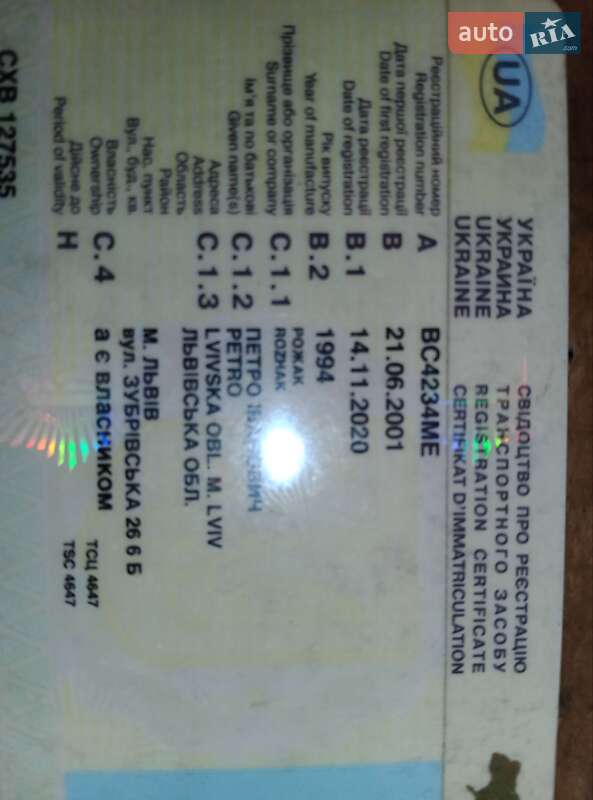 auto RIA
.com
UA
УКРАЇНА
УКРАИНА
UKRAINE
UKRAINE
СВІДОЦТВО ПРО РЕЄСТРАЦІЮ
ТРАНСПОРТНОГО ЗАСОБУ
REGISTRATION CERTIFICATE
CERTIFIKAT D'IMMATRICULATION
Реєстраційний номер
Registration number
A
BC4234ME
Дата першої реєстрації
Date of first registration
B
21.06.2001
Дата реєстрації
Date of registration
B.1
14.11.2020
Рік випуску
Year of manufacture
B.2
1994
Прізвище або організація
Surname or company
C.1.1
РОЖАК
ROZHAK
Ім'я та по батькові
Given name(s)
C.1.2
ПЕТРО
PETRO
Адреса
Address
C.1.3
LVIVSKA OBL. M. LVIV
Область
ЛЬВІВСЬКА ОБЛ.
Район
Нас. пункт
М. ЛЬВІВ
Вул., буд., кв.
вул. ЗУБРІВСЬКА 26 6 Б
Власність
Ownership
C.4
а є власником
Дійсне до
Period of validity
H
ТСЦ 4647
TSC 4647
CXB 127535